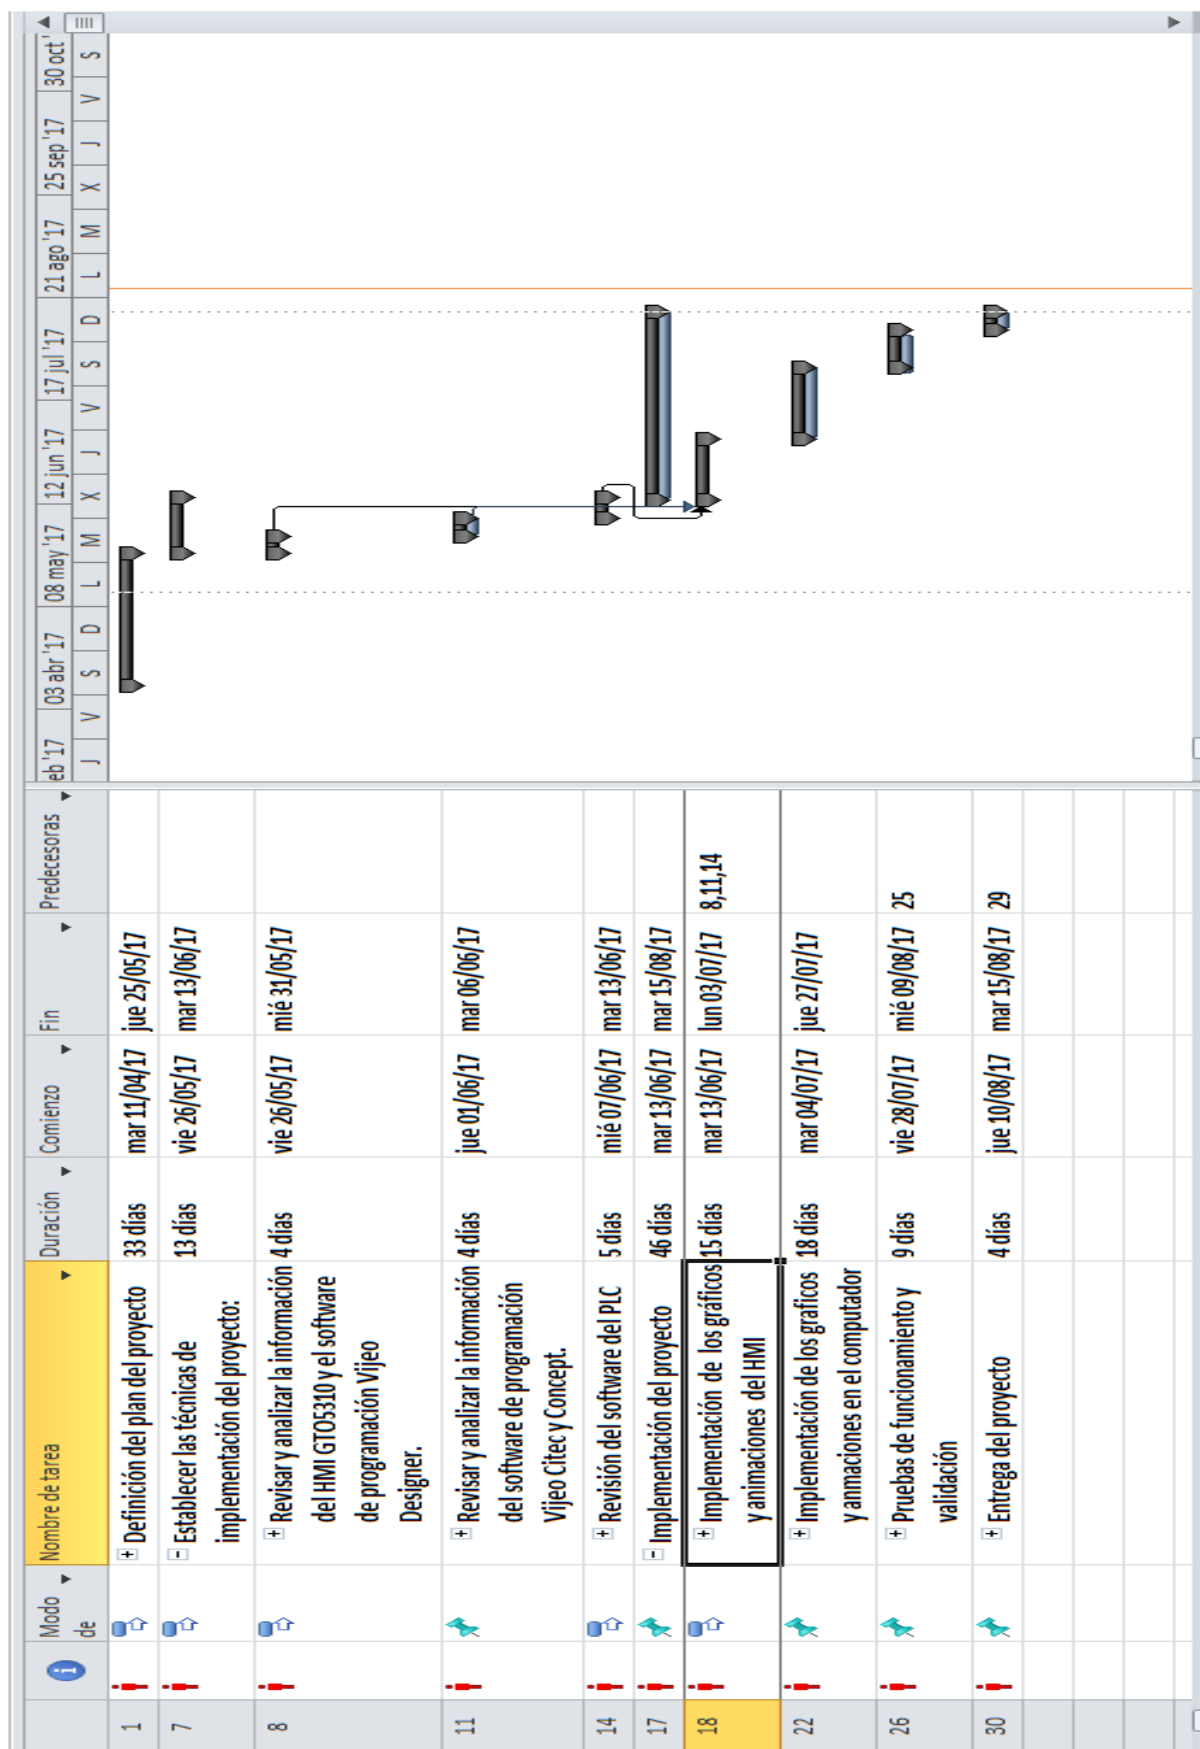 Modo de
Nombre de tarea
Duración
Comienzo
Fin
Predecesoras
eb '17
03 abr '17
08 may '17
12 jun '17
17 jul '17
21 ago '17
25 sep '17
30 oct '
J V S D L M X J V S D L M X J V S
1 Definición del plan del proyecto 33 días mar 11/04/17 jue 25/05/17
7 Establecer las técnicas de 13 días vie 26/05/17 mar 13/06/17
implementación del proyecto:
8 Revisar y analizar la información 4 días vie 26/05/17 mié 31/05/17
del HMI GTO5310 y el software
de programación Vijeo
Designer.
11 Revisar y analizar la información 4 días jue 01/06/17 mar 06/06/17
del software de programación
Vijeo Citec y Concept.
14 Revisión del software del PLC 5 días mié 07/06/17 mar 13/06/17
17 Implementación del proyecto 46 días mar 13/06/17 mar 15/08/17
18 Implementación de los gráficos 15 días mar 13/06/17 lun 03/07/17 8,11,14
y animaciones del HMI
22 Implementación de los graficos 18 días mar 04/07/17 jue 27/07/17
y anmaciones en el computador
26 Pruebas de funcionamiento y 9 días vie 28/07/17 mié 09/08/17 25
validación
30 Entrega del proyecto 4 días jue 10/08/17 mar 15/08/17 29